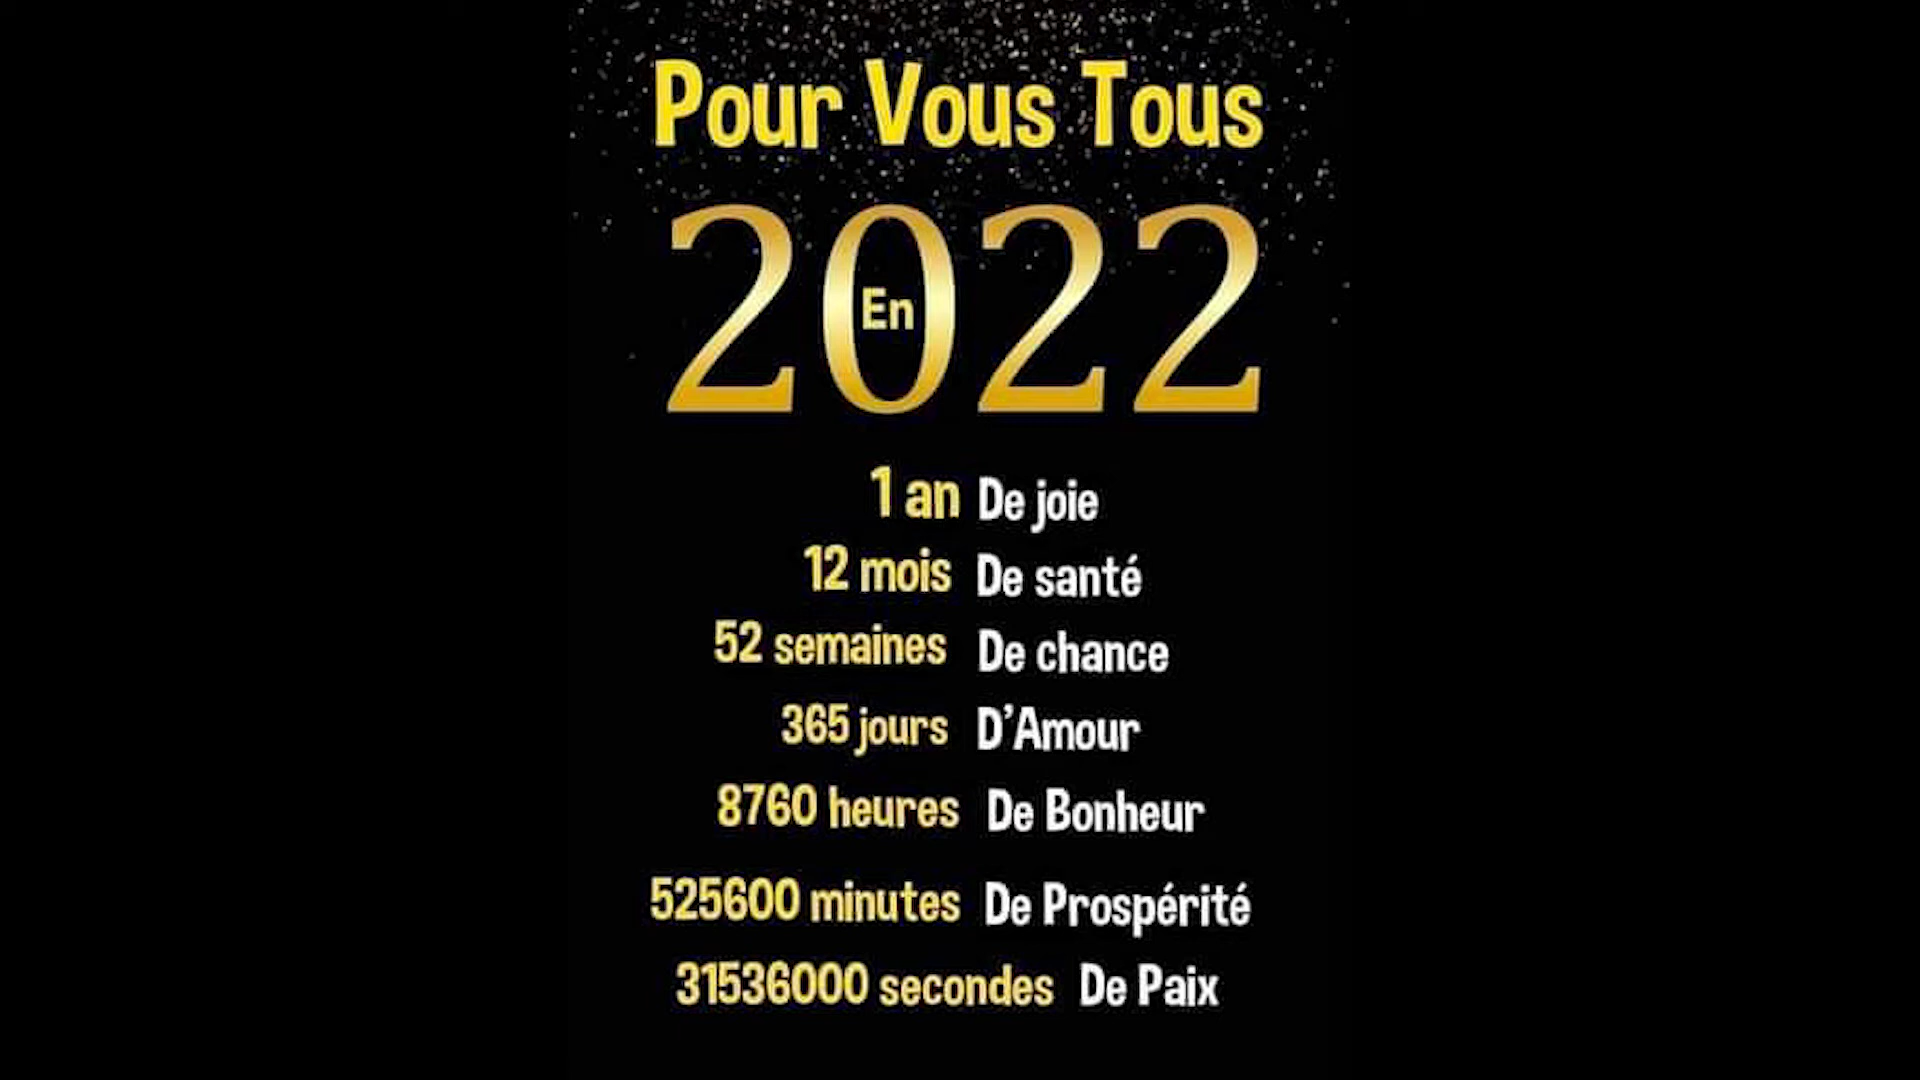 Pour Vous Tous
2022
En
1 an De joie
12 mois De santé
52 semaines De chance
365 jours D'Amour
8760 heures De Bonheur
525600 minutes De Prospérité
31536000 secondes De Paix